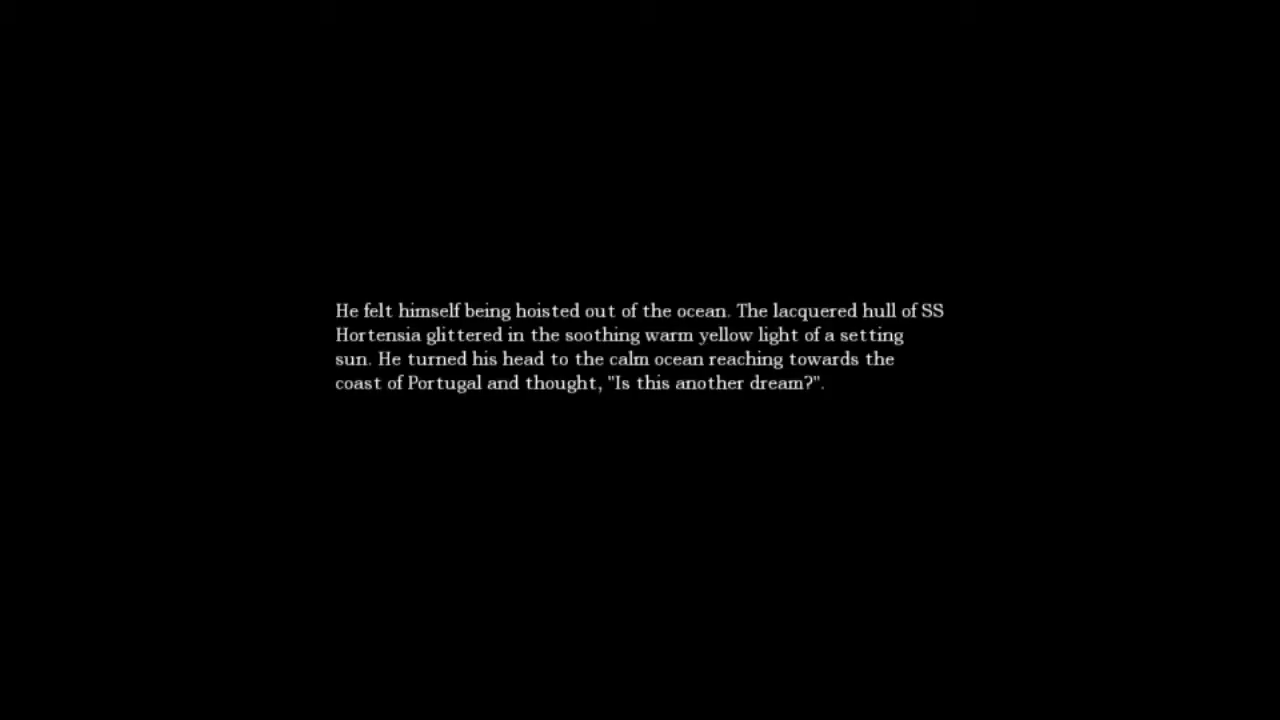 He felt himself being hoisted out of the ocean. The lacquered hull of SS
Hortensia glittered in the soothing warm yellow light of a setting
sun. He turned his head to the calm ocean reaching towards the
coast of Portugal and thought, "Is this another dream?".